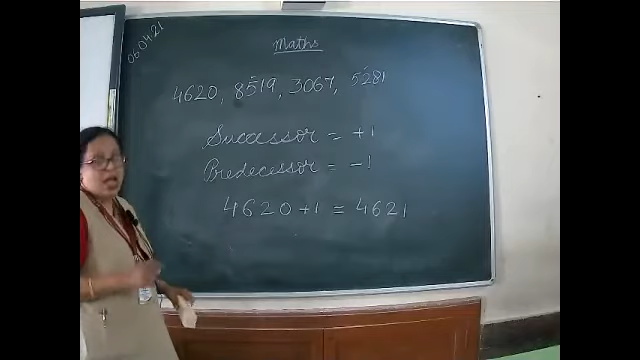 06.04.21
Maths
4620, 8519, 3067, 5281
Successor = +1
Predecessor = -1
4620 + 1 = 4621